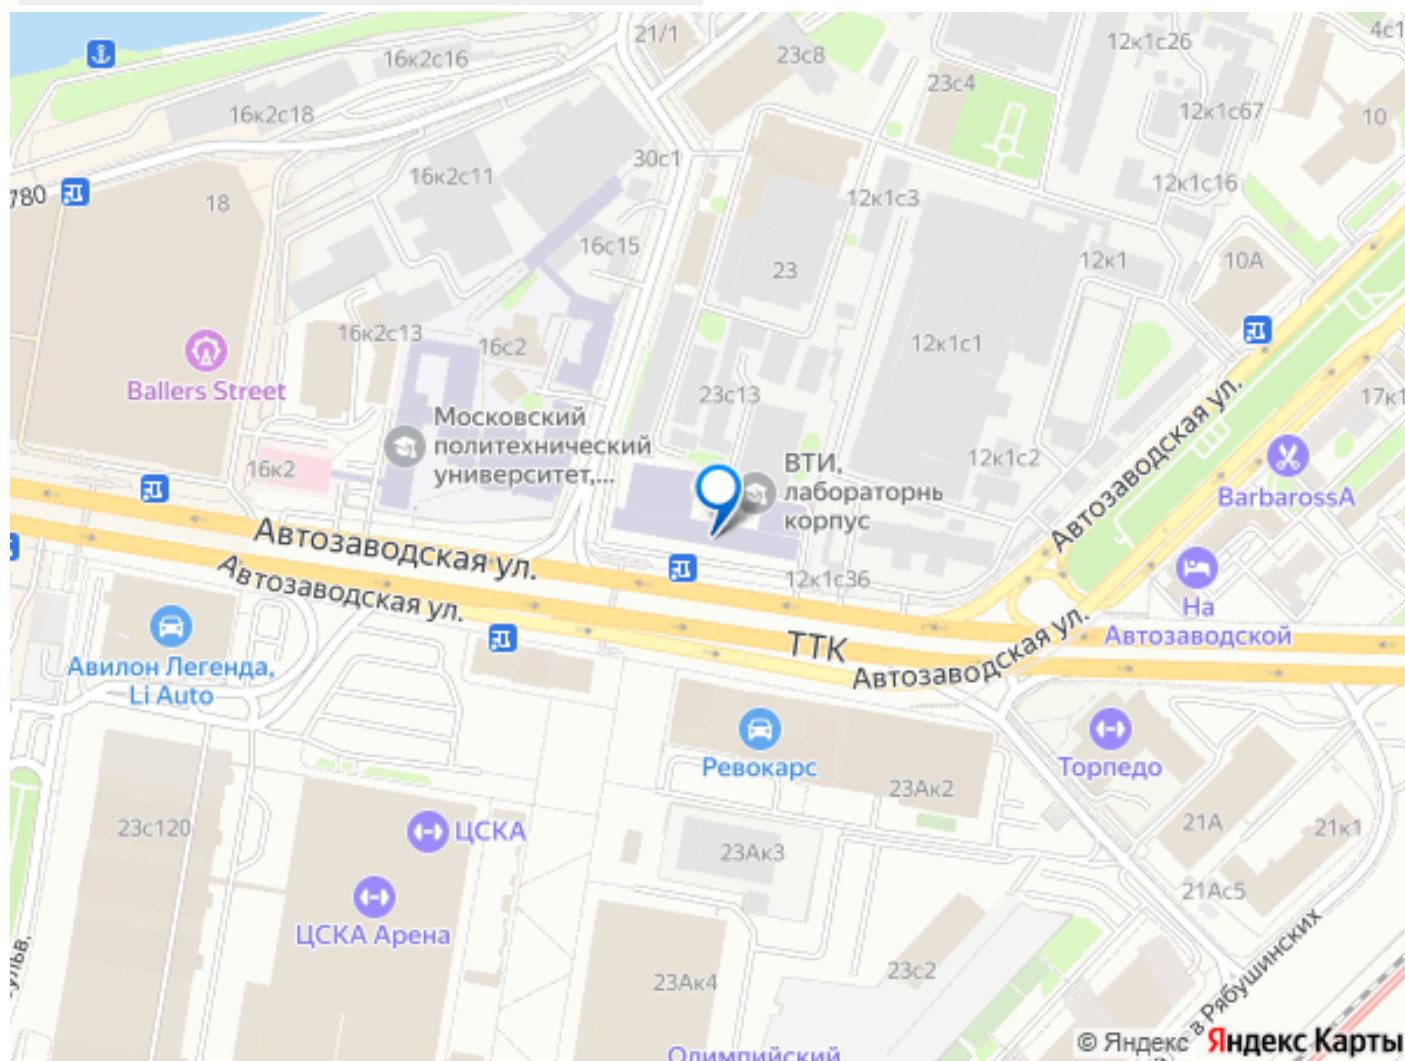 21/1
4с1
16к2с16
23с8
12к1с26
23с4
16к2с18
12к1с67
10
30с1
16к2с11
12к1с16
780
18
12к1с3
16с15
12к1
10А
23
16к2с13
16с2
12к1с1
Ballers Street
23с13
17к1
Московский
политехнический
университет,...
Автозаводская ул.
16к2
ВТИ,
лабораторнь
корпус
12к1с2
BarbarossA
Автозаводская ул.
Автозаводская ул.
12к1с36
На
Автозаводской
ТТК
Автозаводская ул.
Авилон Легенда,
Li Auto
Ревокарс
Торпедо
23Ак2
23с120
ЦСКА
21А
21к1
23Ак3
21Ас5
ЦСКА Арена
23Ак4
23с2
в Рябушинских
Олимпийский
© Яндекс Яндекс Карты